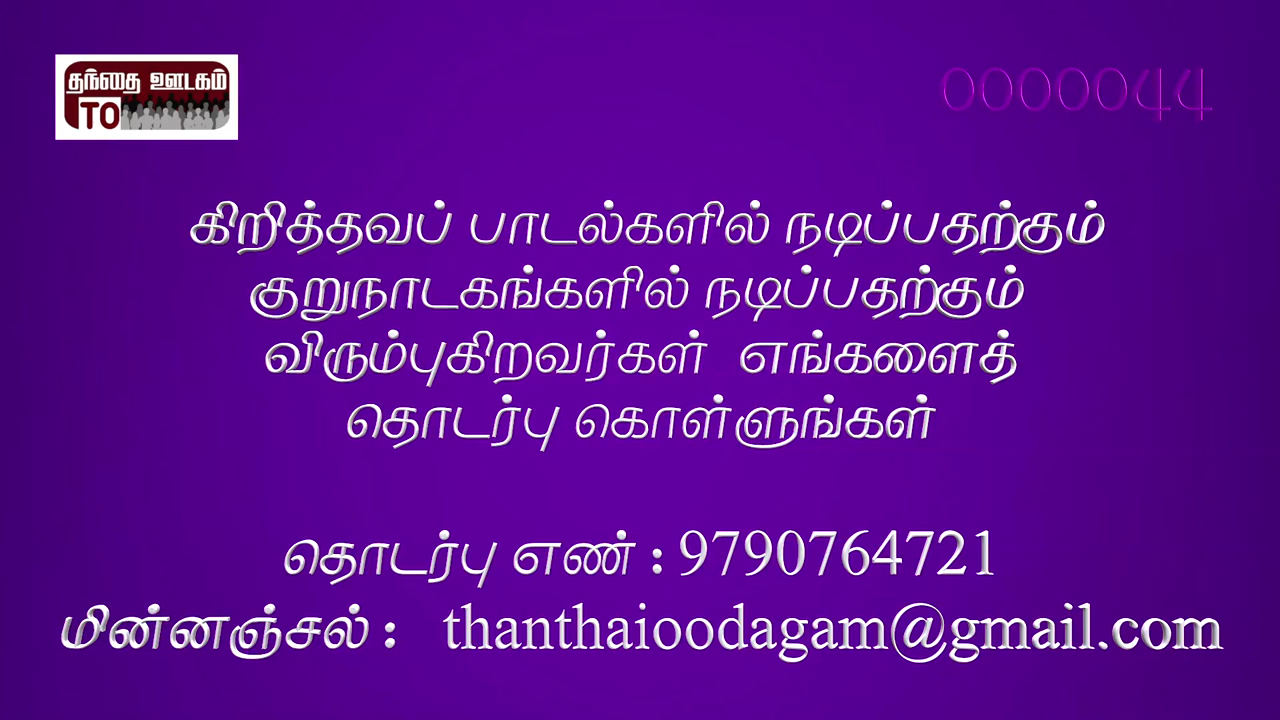 தந்தை ஊடகம்
TO
0000044
கிறித்தவப் பாடல்களில் நடிப்பதற்கும்
குறுநாடகங்களில் நடிப்பதற்கும்
விரும்புகிறவர்கள் எங்களைத்
தொடர்பு கொள்ளுங்கள்
தொடர்பு எண் : 9790764721
மின்னஞ்சல் : thanthaioodagam@gmail.com